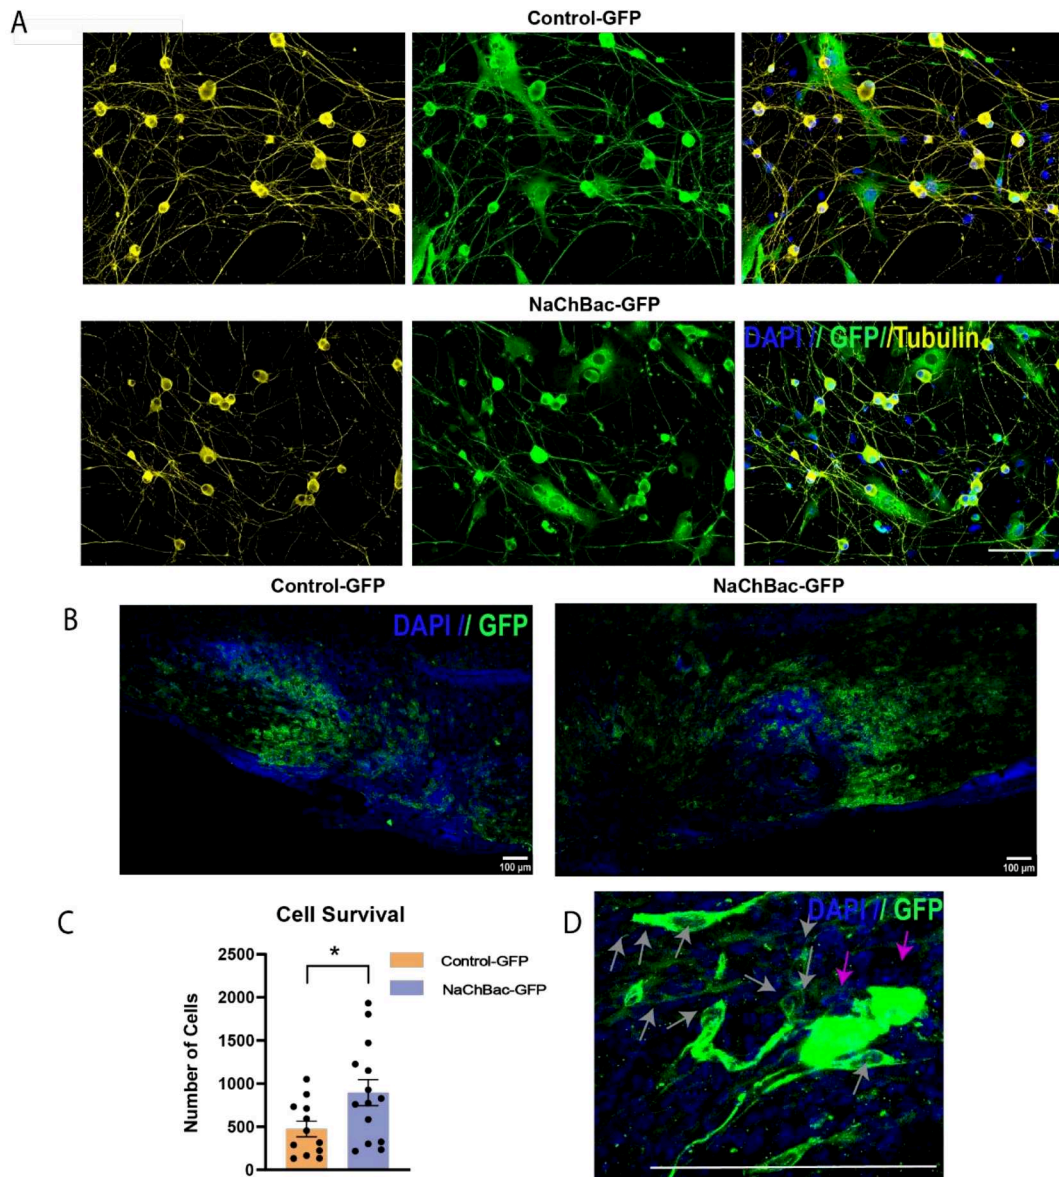 A
Control-GFP
NaChBac-GFP
DAPI // GFP//Tubulin
Control-GFP
NaChBac-GFP
B
DAPI // GFP
100 µm
100 µm
C
Cell Survival
*
Control-GFP
NaChBac-GFP
Number of Cells
2500
2000
1500
1000
500
0
D
DAPI // GFP